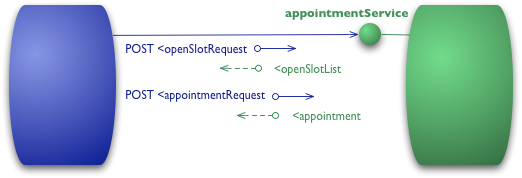 appointmentService
POST <openSlotRequest
<openSlotList
POST <appointmentRequest
<appointment